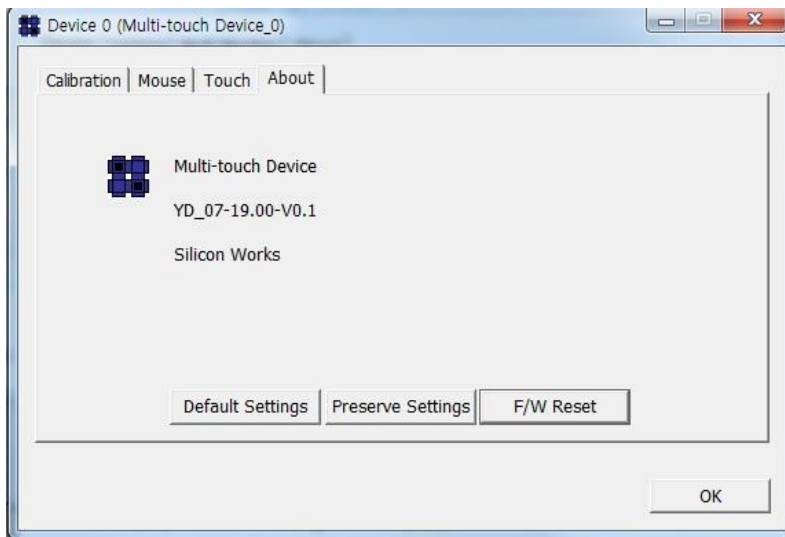 Device 0 (Multi-touch Device_0)
Calibration Mouse Touch About
Multi-touch Device
YD_07-19.00-V0.1
Silicon Works
Default Settings Preserve Settings F/W Reset
OK